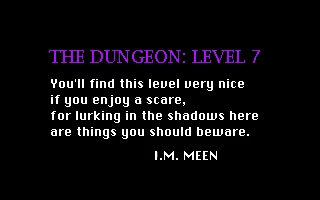 THE DUNGEON: LEVEL 7
You'll find this level very nice
if you enjoy a scare,
for lurking in the shadows here
are things you should beware.
I.M. MEEN